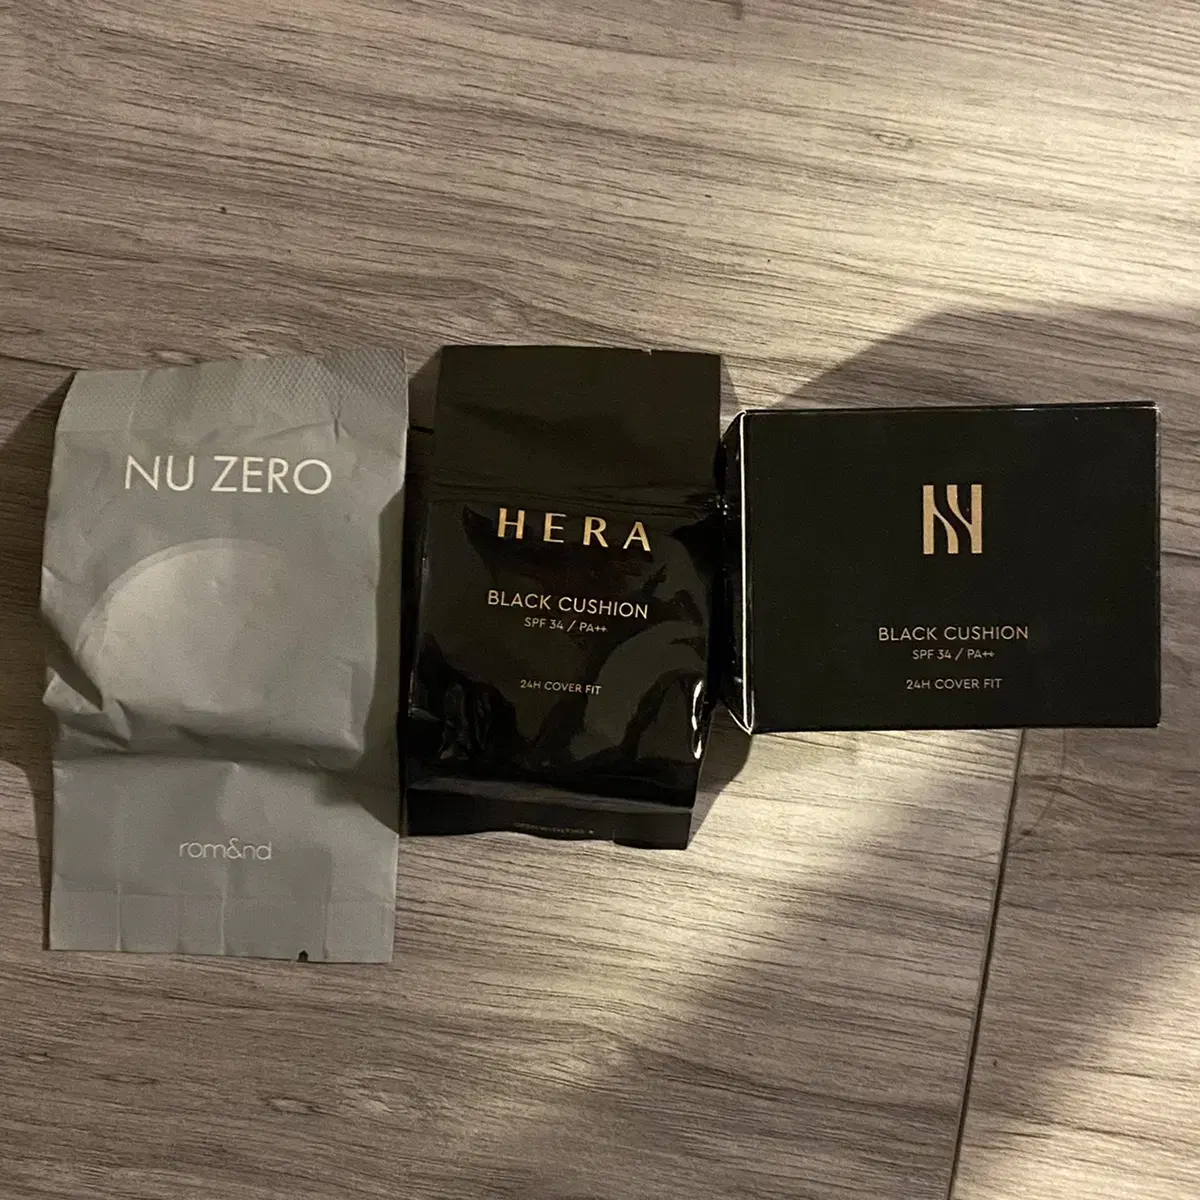 NU ZERO
rom&nd
HERA
BLACK CUSHION
SPF 34 / PA++
24H COVER FIT
BLACK CUSHION
SPF 34 / PA++
24H COVER FIT